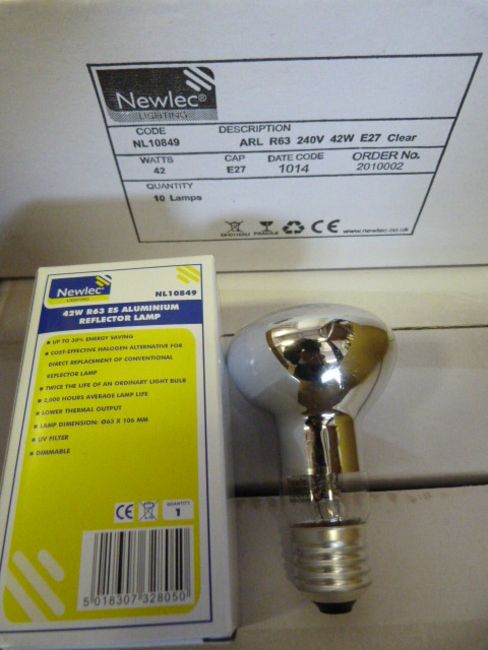 Newlec®
LIGHTING
CODE DESCRIPTION
NL10849 ARL R63 240V 42W E27 Clear
WATTS CAP DATE CODE ORDER No.
42 E27 1014 2010002
QUANTITY
10 Lamps
FRAGILE CE www.newlec.co.uk
Newlec®
LIGHTING
NL10849
42W R63 ES ALUMINIUM
REFLECTOR LAMP
■ UP TO 30% ENERGY SAVING
■ COST-EFFECTIVE HALOGEN ALTERNATIVE FOR
DIRECT REPLACEMENT OF CONVENTIONAL
REFLECTOR LAMP
■ TWICE THE LIFE OF AN ORDINARY LIGHT BULB
■ 2,000 HOURS AVERAGE LAMP LIFE
■ LOWER THERMAL OUTPUT
■ LAMP DIMENSION: Ø63 X 106 MM
■ UV FILTER
■ DIMMABLE
CE
QUANTITY
1
5 018307 328050